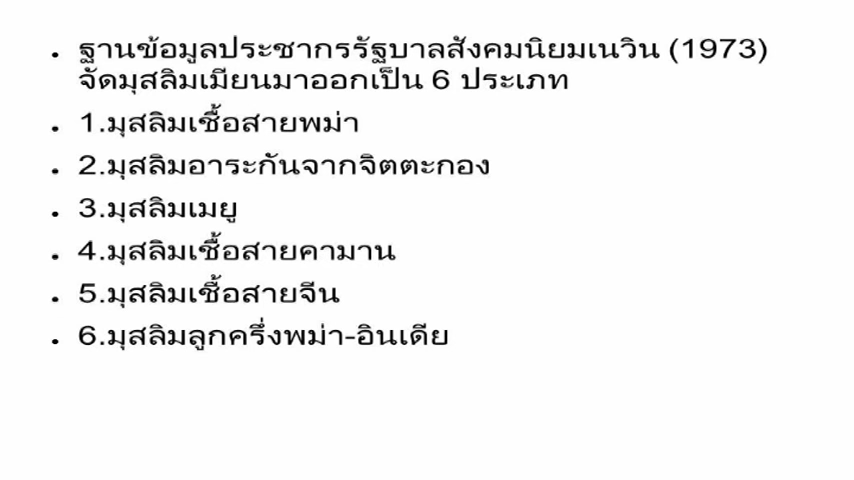 • ฐานข้อมูลประชากรรัฐบาลสังคมนิยมเนวิน (1973)
จัดมุสลิมเมียนมาออกเป็น 6 ประเภท
• 1.มุสลิมเชื้อสายพม่า
• 2.มุสลิมอาระกันจากจิตตะกอง
• 3.มุสลิมเมยู
• 4.มุสลิมเชื้อสายคามาน
• 5.มุสลิมเชื้อสายจีน
• 6.มุสลิมลูกครึ่งพม่า-อินเดีย